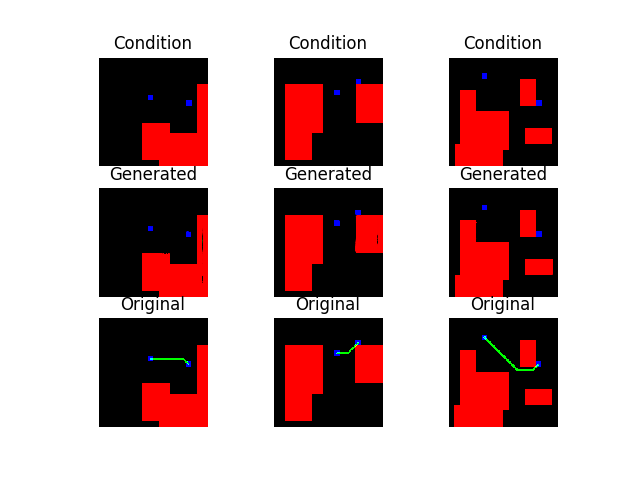 Condition Condition Condition
Generated Generated Generated
Original Original Original